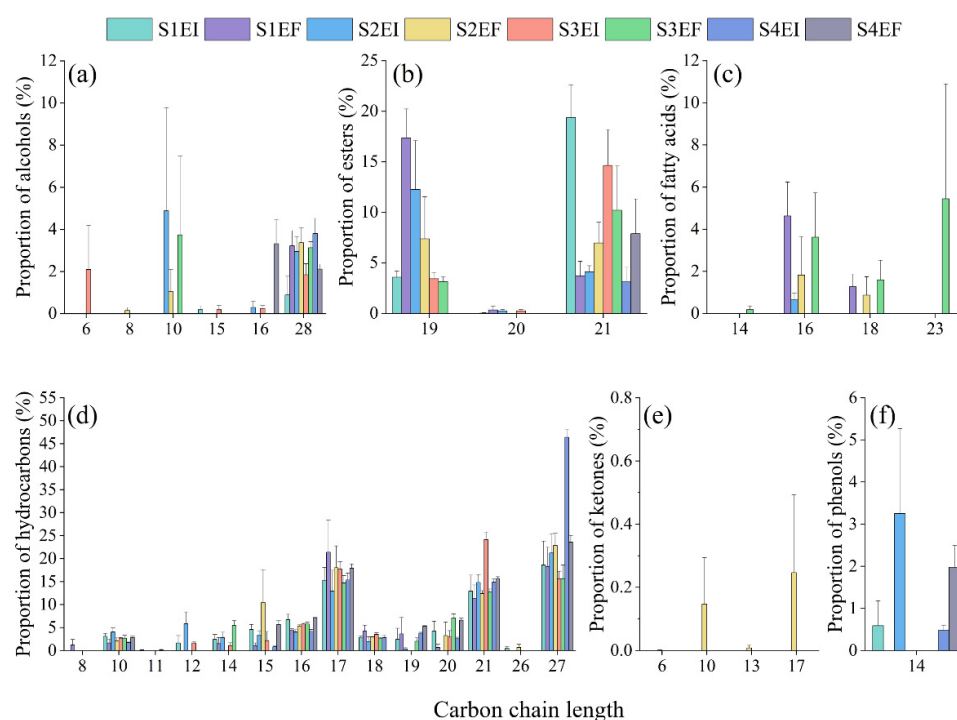 S1EI S1EF S2EI S2EF S3EI S3EF S4EI S4EF
(a)
Proportion of alcohols (%)
12
10
8
6
4
2
0
6 8 10 15 16 28
(b)
Proportion of esters (%)
25
20
15
10
5
0
19 20 21
(c)
Proportion of fatty acids (%)
12
10
8
6
4
2
0
14 16 18 23
(d)
Proportion of hydrocarbons (%)
55
50
45
40
35
30
25
20
15
10
5
0
8 10 11 12 14 15 16 17 18 19 20 21 26 27
(e)
Proportion of ketones (%)
0.8
0.6
0.4
0.2
0.0
6 10 13 17
(f)
Proportion of phenols (%)
6
5
4
3
2
1
0
14
Carbon chain length